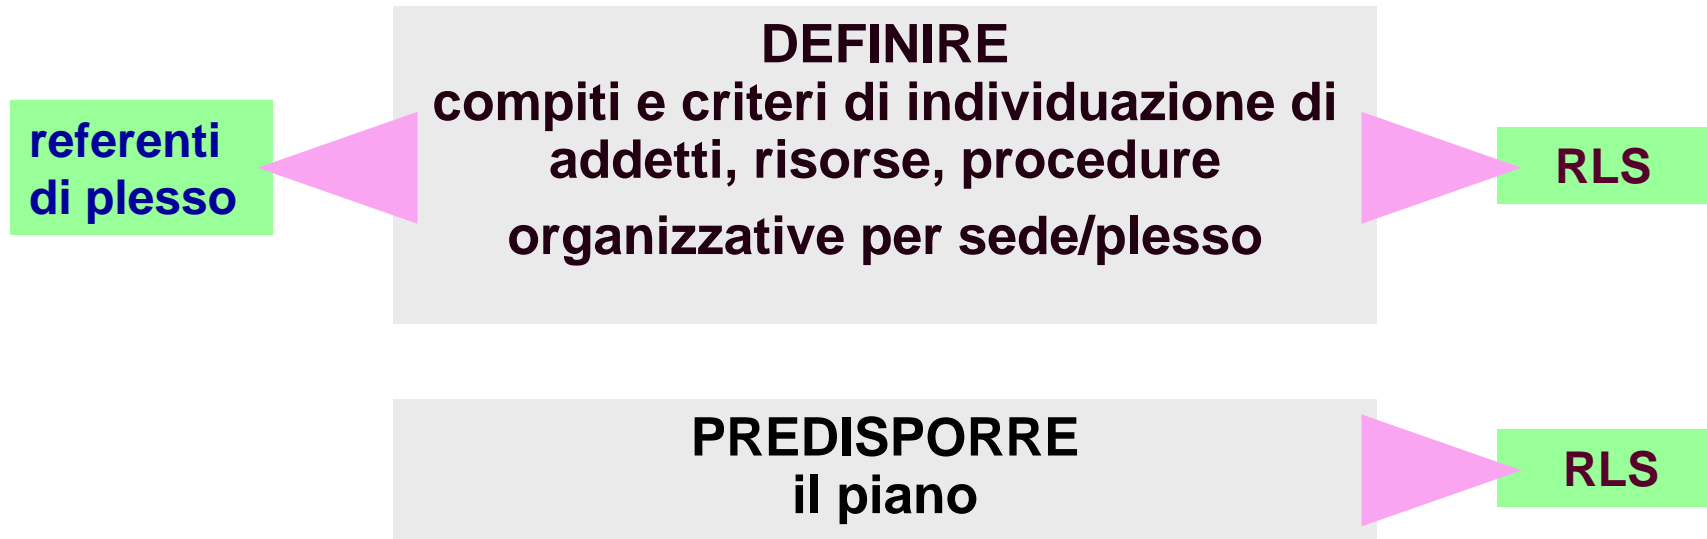 DEFINIRE
compiti e criteri di individuazione di
addetti, risorse, procedure
organizzative per sede/plesso
referenti
di plesso
RLS
PREDISPORRE
il piano
RLS